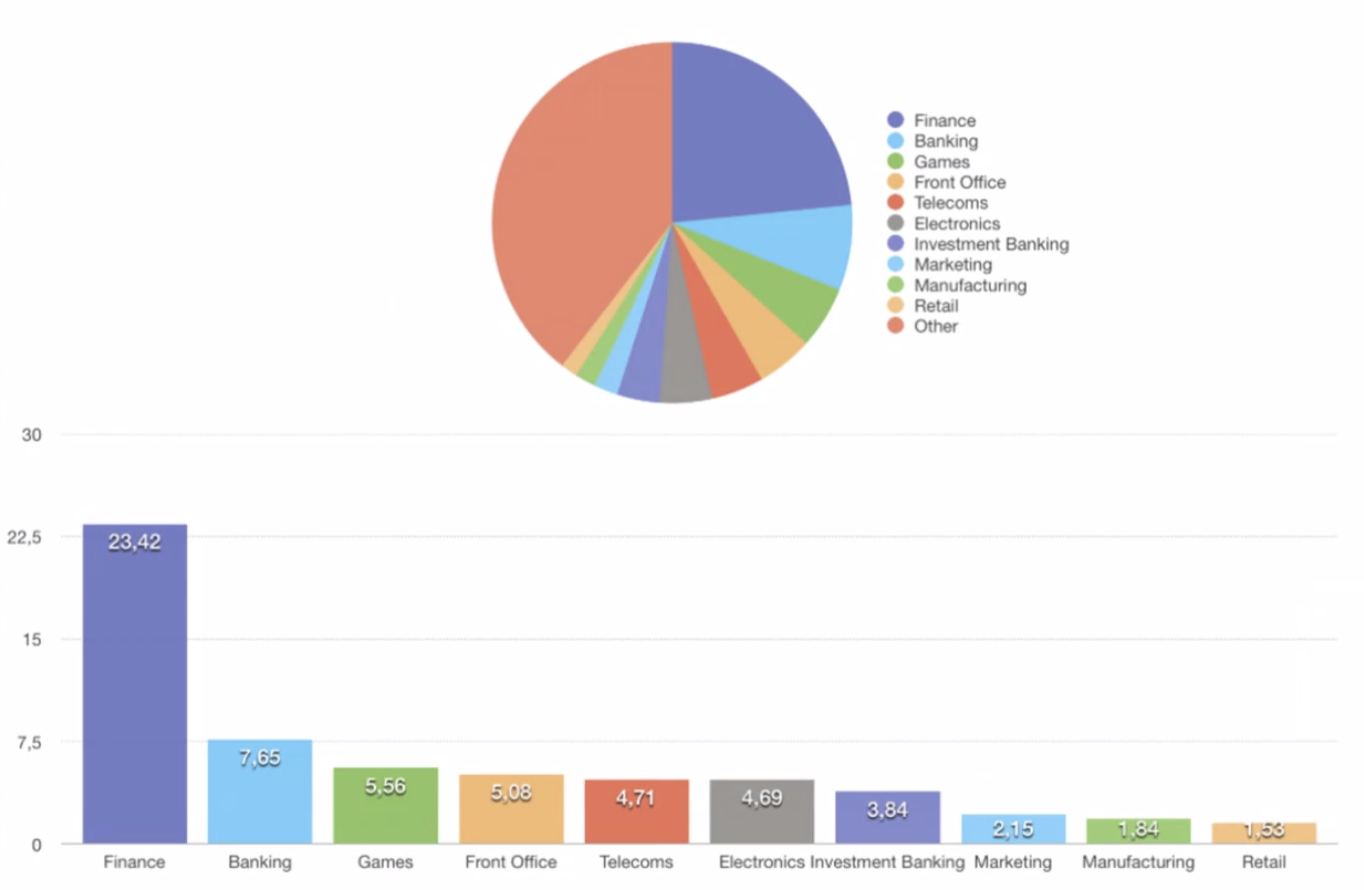 Finance
Banking
Games
Front Office
Telecoms
Electronics
Investment Banking
Marketing
Manufacturing
Retail
Other
30
22,5
15
7,5
0
23,42
7,65
5,56
5,08
4,71
4,69
3,84
2,15
1,84
1,53
Finance Banking Games Front Office Telecoms Electronics Investment Banking Marketing Manufacturing Retail